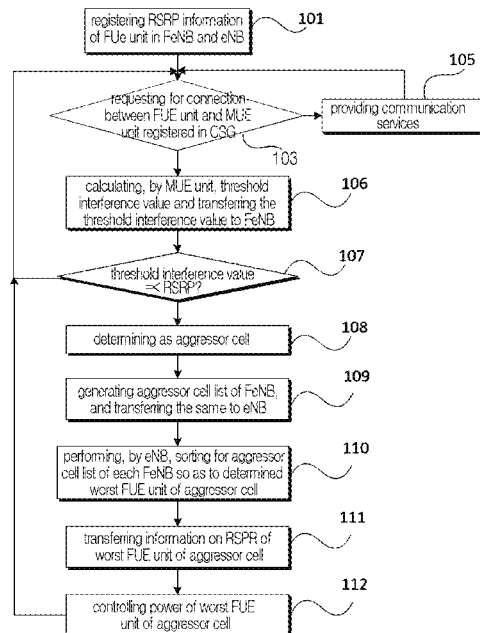 registering RSRP information
of FUe unit in FeNB and eNB
101
105
requesting for connection
between FUE unit and MUE
unit registered in CSG
103
providing communication
services
calculating, by MUE unit, threshold
interference value and transferring the
threshold interference value to FeNB
106
threshold interference value
=< RSRP?
107
determining as aggressor cell
108
generating aggressor cell list of FeNB,
and transferring the same to eNB
109
performing, by eNB, sorting for aggressor
cell list of each FeNB so as to determined
worst FUE unit of aggressor cell
110
transferring information on RSPR of
worst FUE unit of aggressor cell
111
controlling power of worst FUE
unit of aggressor cell
112